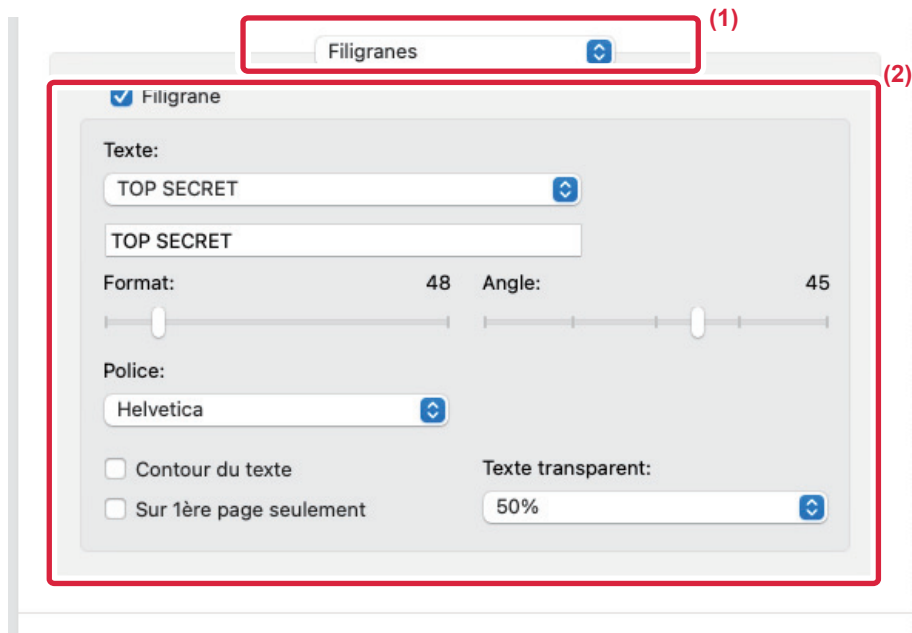 (1)
Filigranes
(2)
Filigrane
Texte:
TOP SECRET
TOP SECRET
Format: 48 Angle: 45
Police:
Helvetica
Contour du texte Texte transparent:
Sur 1ère page seulement 50%